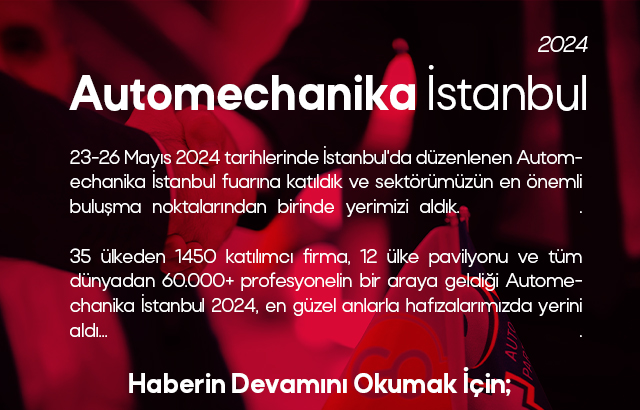 2024
Automechanika İstanbul
23-26 Mayıs 2024 tarihlerinde İstanbul'da düzenlenen Autom-
echanika İstanbul fuarına katıldık ve sektörümüzün en önemli
buluşma noktalarından birinde yerimizi aldık. .
35 ülkeden 1450 katılımcı firma, 12 ülke pavilyonu ve tüm
dünyadan 60.000+ profesyonelin bir araya geldiği Autome-
chanika İstanbul 2024, en güzel anlarla hafızalarımızda yerini
aldı... .
Haberin Devamını Okumak İçin;